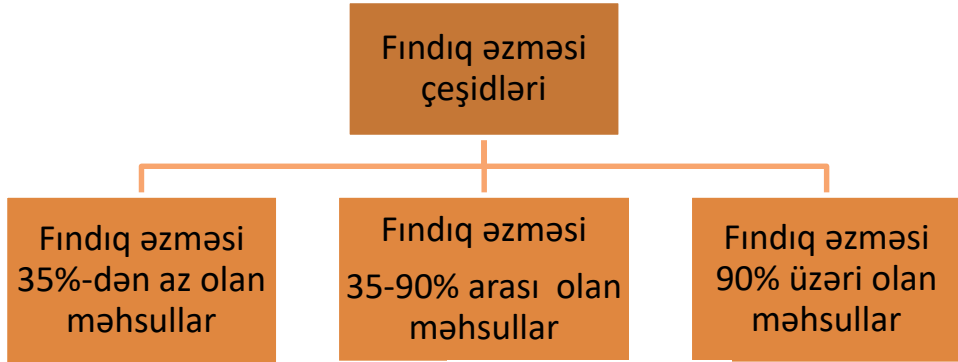 Fındıq əzməsi
çeşidləri
Fındıq əzməsi
35%-dən az olan
məhsullar
Fındıq əzməsi
35-90% arası olan
məhsullar
Fındıq əzməsi
90% üzəri olan
məhsullar